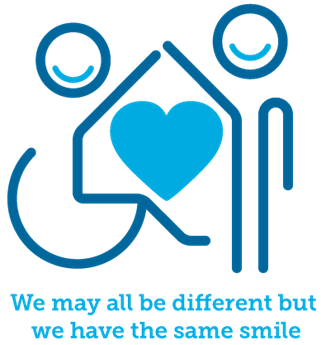 We may all be different but
we have the same smile